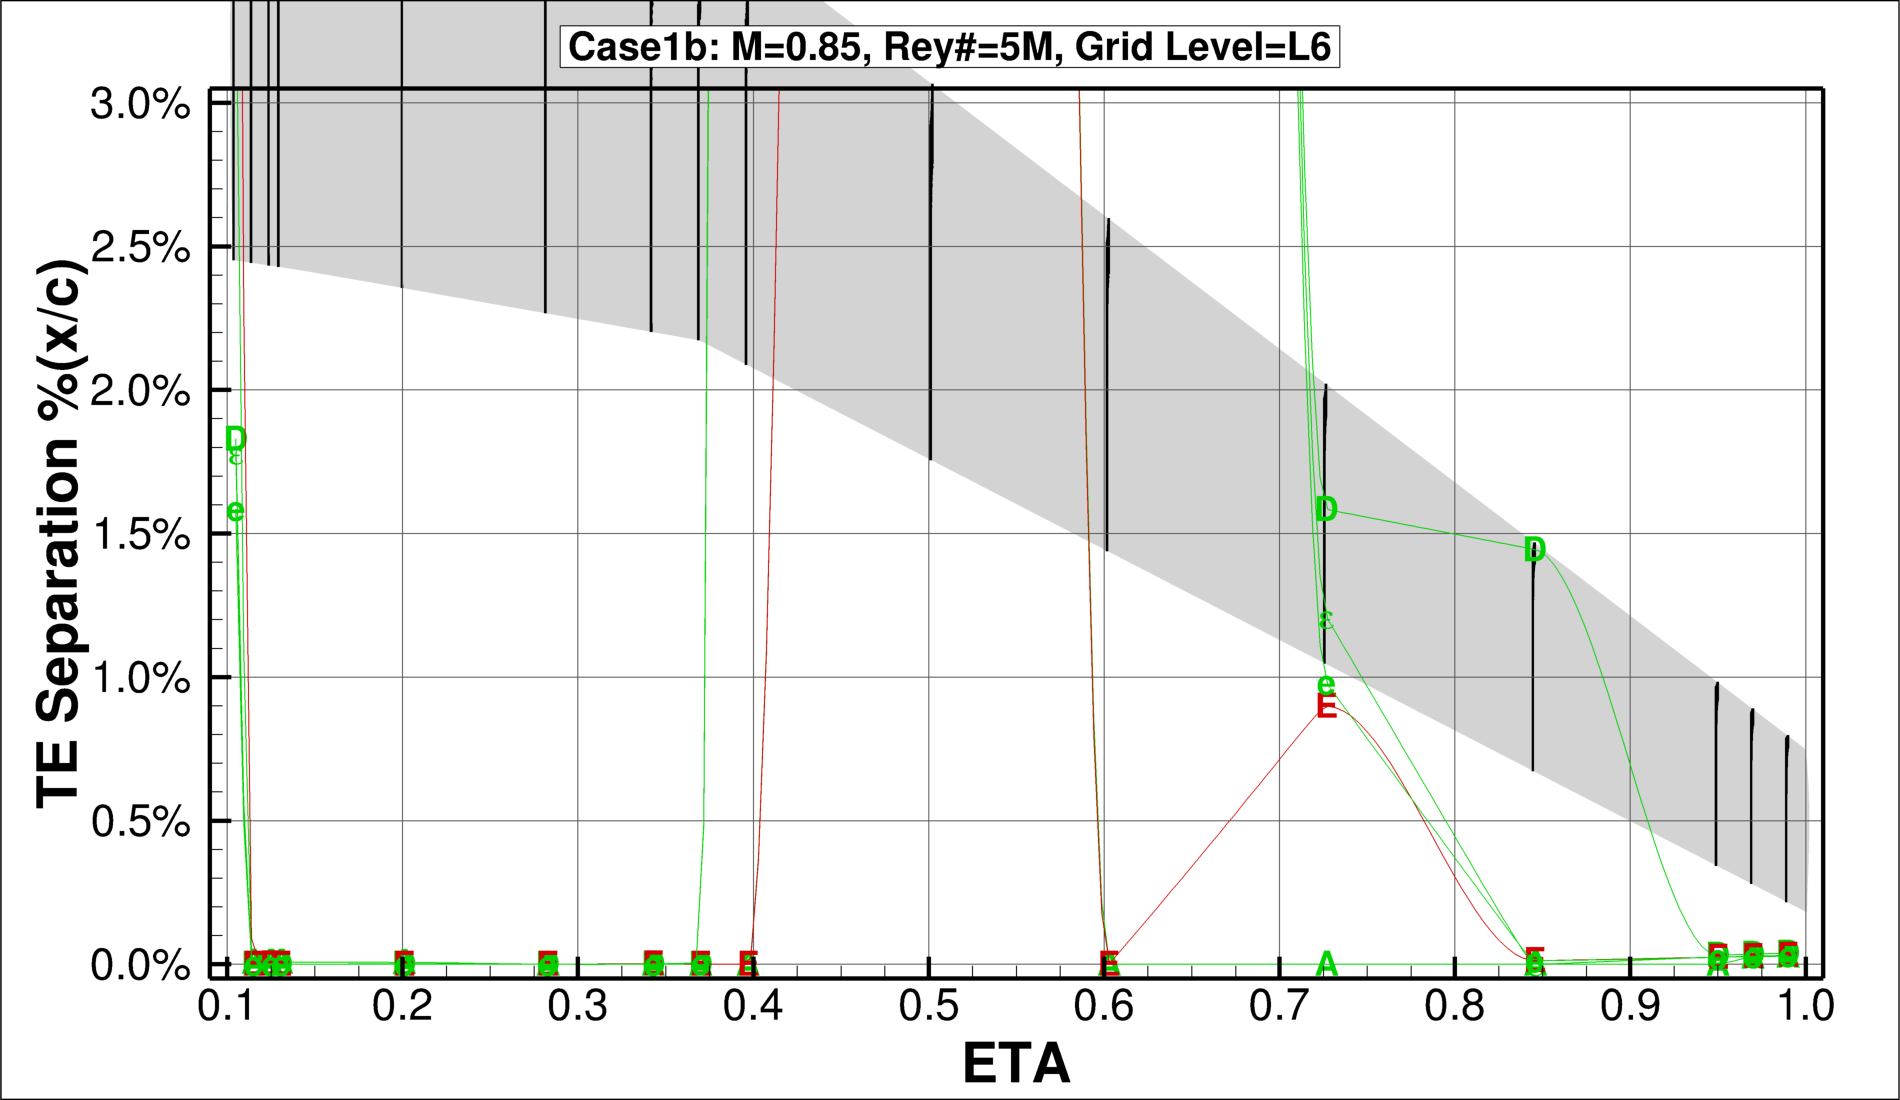 Case1b: M=0.85, Rey#=5M, Grid Level=L6
TE Separation %(x/c)
3.0%
2.5%
2.0%
1.5%
1.0%
0.5%
0.0%
D
ε
e
D
ε
e
E
D
A
0.1 0.2 0.3 0.4 0.5 0.6 0.7 0.8 0.9 1.0
ETA